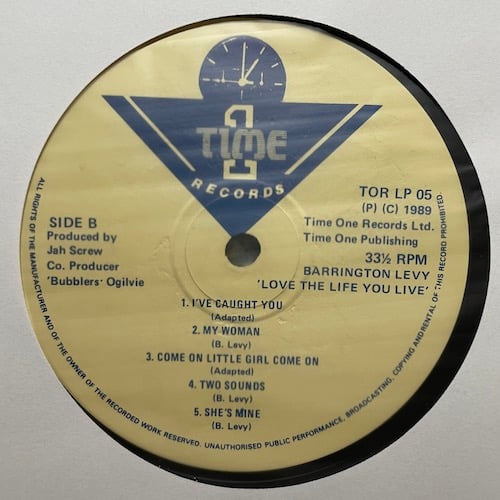 TIME
1
RECORDS
SIDE B
Produced by
Jah Screw
Co. Producer
'Bubblers' Ogilvie
TOR LP 05
(P) (C) 1989
Time One Records Ltd.
Time One Publishing
33⅓ RPM
BARRINGTON LEVY
'LOVE THE LIFE YOU LIVE'
1. I'VE CAUGHT YOU
(Adapted)
2. MY WOMAN
(B. Levy)
3. COME ON LITTLE GIRL COME ON
(Adapted)
4. TWO SOUNDS
(B. Levy)
5. SHE'S MINE
(B. Levy)
ALL RIGHTS OF THE MANUFACTURER AND OF THE OWNER OF THE RECORDED WORK RESERVED. UNAUTHORISED PUBLIC PERFORMANCE, BROADCASTING, COPYING AND RENTAL OF THIS RECORD PROHIBITED.